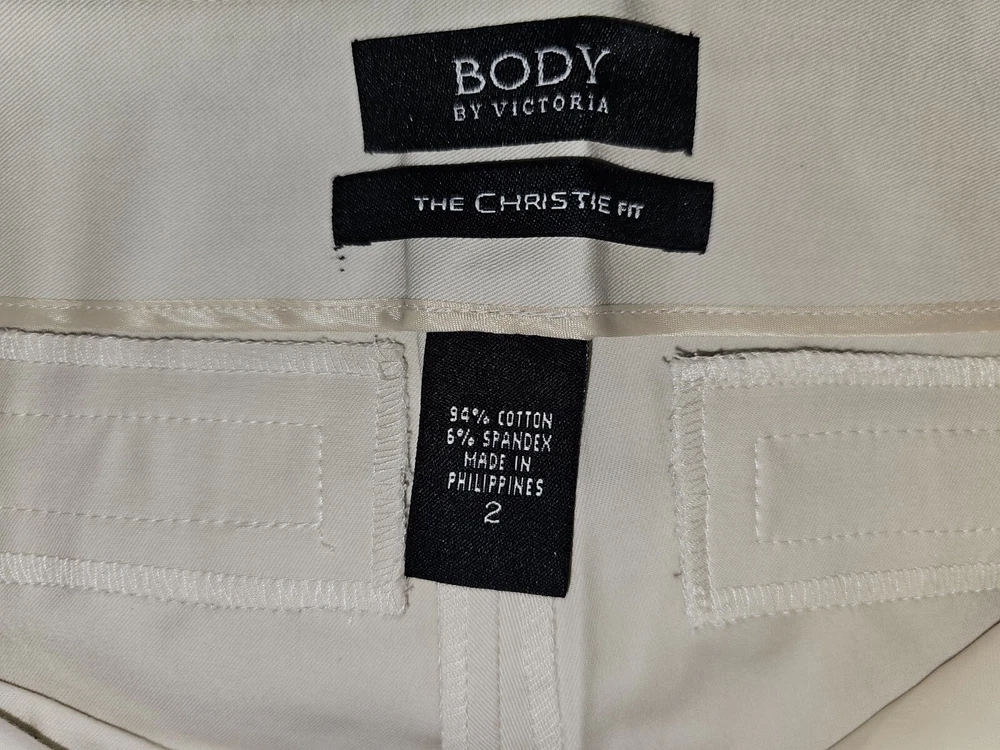 BODY
BY VICTORIA
THE CHRISTIE FIT
94% COTTON
6% SPANDEX
MADE IN
PHILIPPINES
2